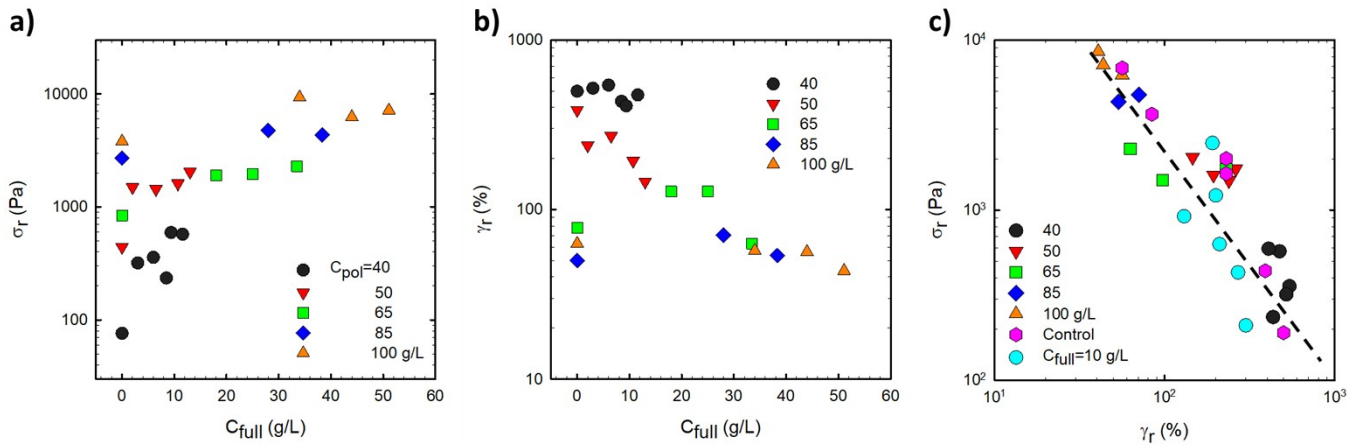 a)
10000
1000
100
σr (Pa)
0 10 20 30 40 50 60
Cfull (g/L)
Cpol=40
50
65
85
100 g/L
b)
1000
100
10
γr (%)
0 10 20 30 40 50 60
Cfull (g/L)
40
50
65
85
100 g/L
c)
10⁴
10³
10²
σr (Pa)
10¹ 10² 10³
γr (%)
40
50
65
85
100 g/L
Control
Cfull=10 g/L